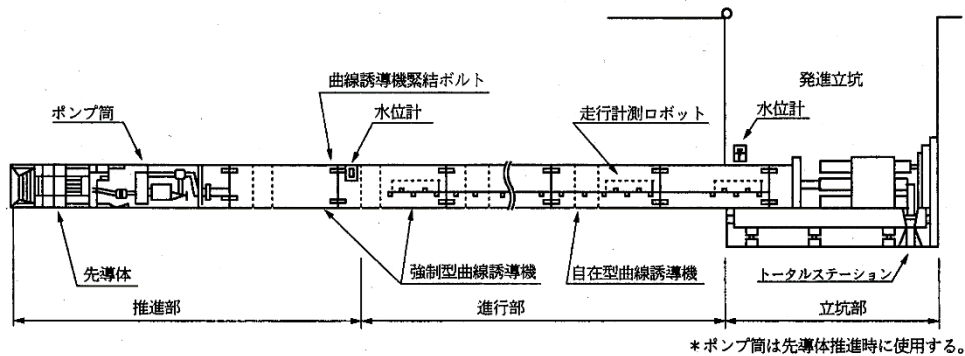 発進立坑
曲線誘導機緊結ボルト
ポンプ筒
水位計
走行計測ロボット
水位計
先導体
強制型曲線誘導機
自在型曲線誘導機
トータルステーション
推進部
進行部
立坑部
＊ポンプ筒は先導体推進時に使用する。